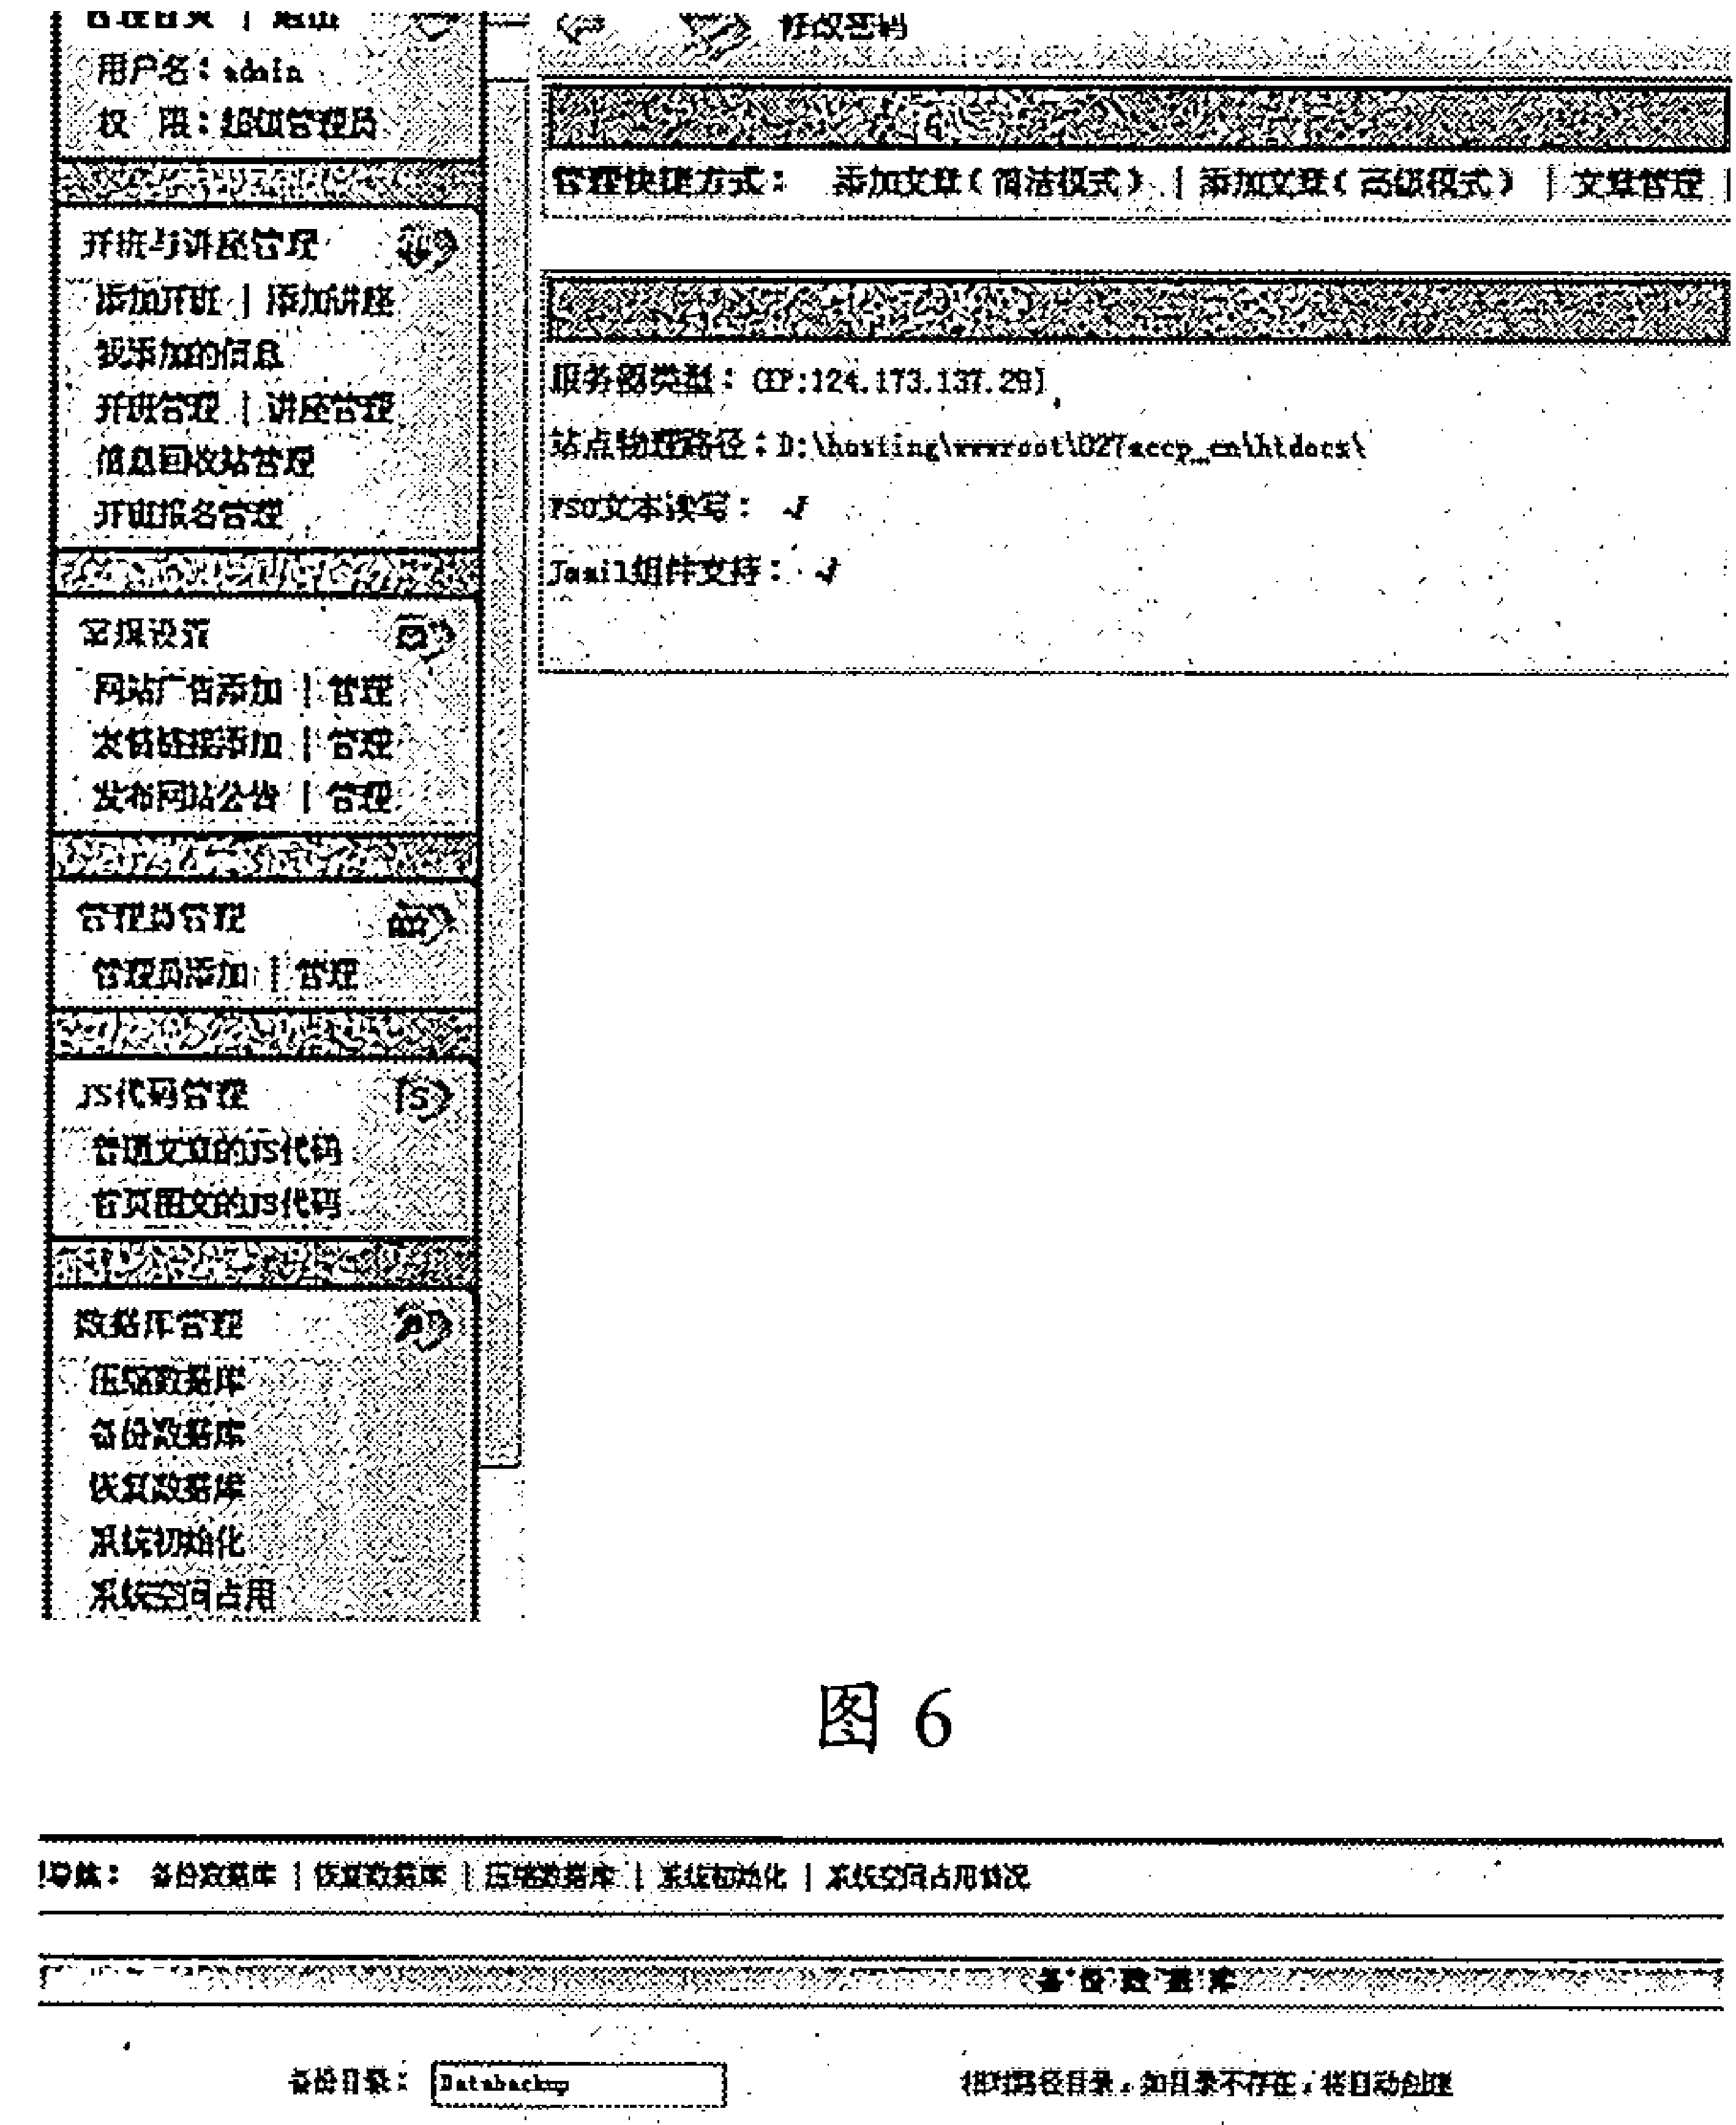 管理首页 | 退出
用户名：admin
权 限：超级管理员
开班与讲座管理
添加开班 | 添加讲座
我添加的信息
开班管理 | 讲座管理
信息回收站管理
开班报名管理
常规设置
网站广告添加 | 管理
友情链接添加 | 管理
发布网站公告 | 管理
管理员管理
管理员添加 | 管理
JS代码管理
普通文章的JS代码
首页图文的JS代码
数据库管理
压缩数据库
备份数据库
恢复数据库
系统初始化
系统空间占用
修改密码
管理快捷方式： 添加文章（简洁模式） | 添加文章（高级模式） | 文章管理 |
服务器类型：(IP:124.173.137.29)
站点物理路径：D:\hosting\wwwroot\027accp_cn\htdocs\
FSO文本读写： √
Jmail组件支持： √
图 6
导航： 备份数据库 | 恢复数据库 | 压缩数据库 | 系统初始化 | 系统空间占用情况
备 份 数 据 库
备份目录： Databackup 相对路径目录，如目录不存在，将自动创建